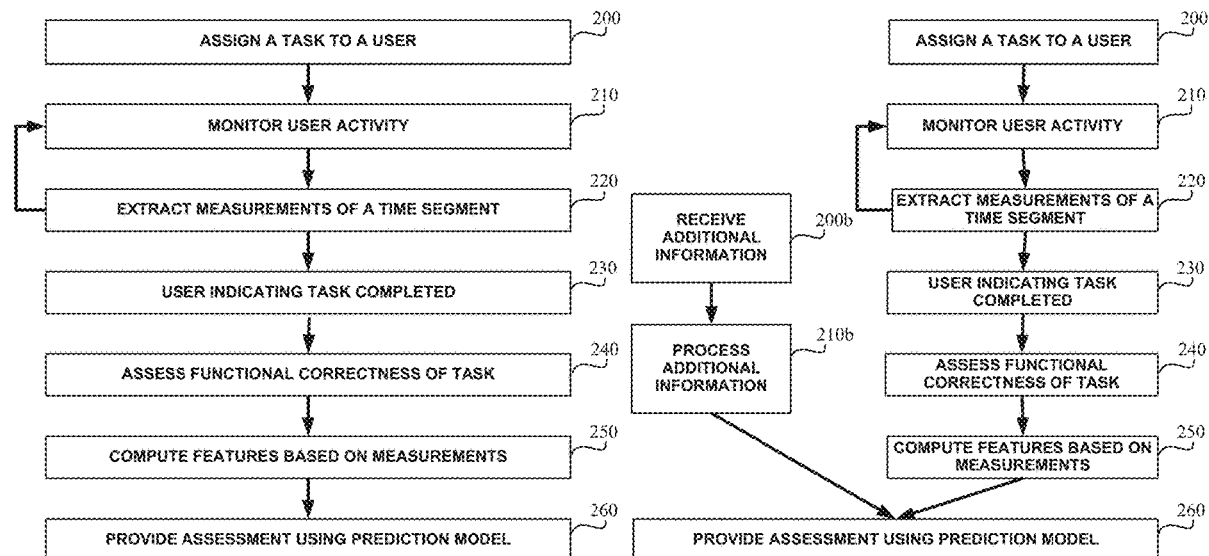 200
ASSIGN A TASK TO A USER
210
MONITOR USER ACTIVITY
220
EXTRACT MEASUREMENTS OF A TIME SEGMENT
230
USER INDICATING TASK COMPLETED
240
ASSESS FUNCTIONAL CORRECTNESS OF TASK
250
COMPUTE FEATURES BASED ON MEASUREMENTS
260
PROVIDE ASSESSMENT USING PREDICTION MODEL
200b
RECEIVE
ADDITIONAL
INFORMATION
210b
PROCESS
ADDITIONAL
INFORMATION
200
ASSIGN A TASK TO A USER
210
MONITOR UESR ACTIVITY
220
EXTRACT MEASUREMENTS OF A
TIME SEGMENT
230
USER INDICATING TASK
COMPLETED
240
ASSESS FUNCTIONAL
CORRECTNESS OF TASK
250
COMPUTE FEATURES BASED ON
MEASUREMENTS
260
PROVIDE ASSESSMENT USING PREDICTION MODEL